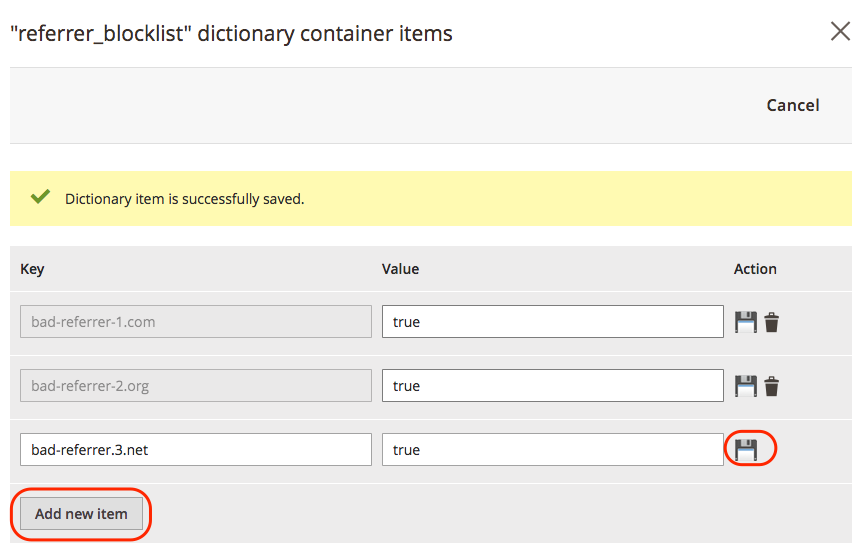 "referrer_blocklist" dictionary container items
Cancel
Dictionary item is successfully saved.
Key Value Action
bad-referrer-1.com true
bad-referrer-2.org true
bad-referrer.3.net true
Add new item